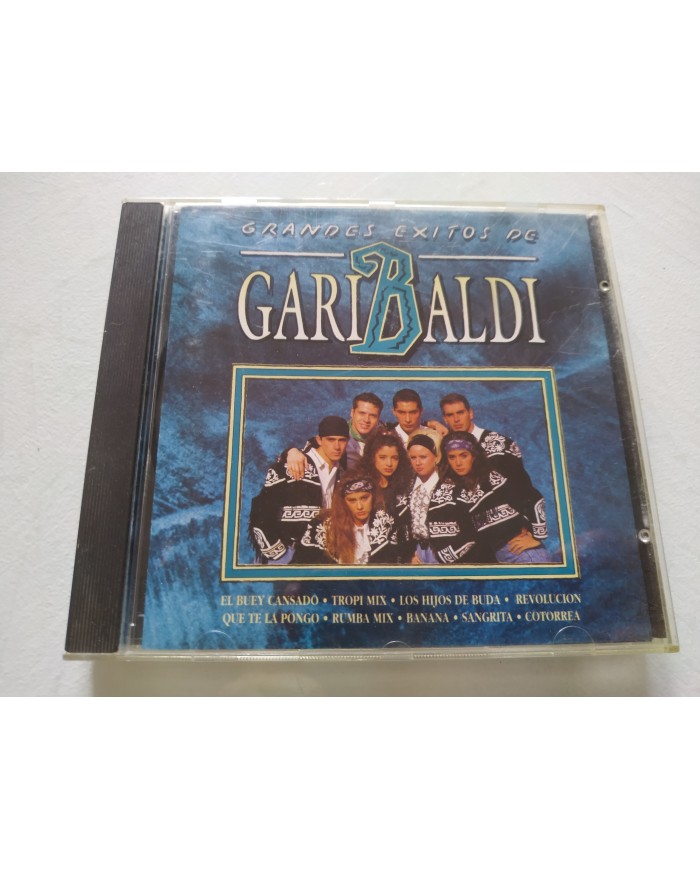 GRANDES EXITOS DE
GARIBALDI
EL BUEY CANSADO • TROPI MIX • LOS HIJOS DE BUDA • REVOLUCION
QUE TE LA PONGO • RUMBA MIX • BANANA • SANGRITA • COTORREA